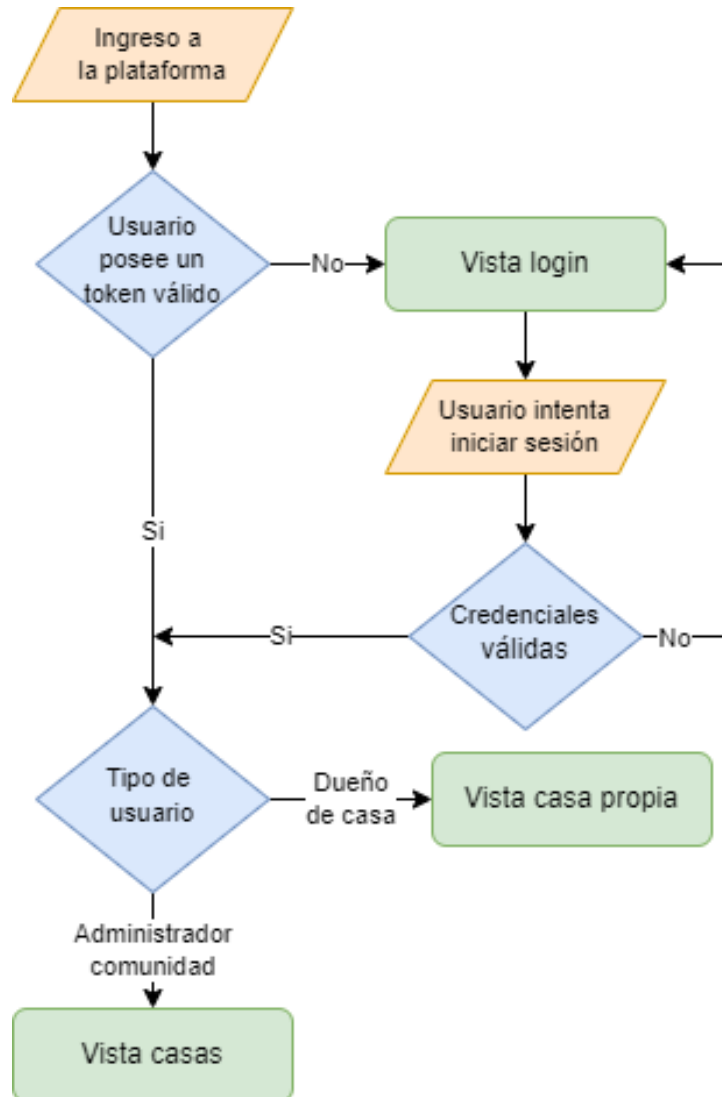 Ingreso a
la plataforma
Usuario
posee un
token válido
No
Vista login
Usuario intenta
iniciar sesión
Si
Credenciales
válidas
Si
No
Tipo de
usuario
Dueño
de casa
Vista casa propia
Administrador
comunidad
Vista casas